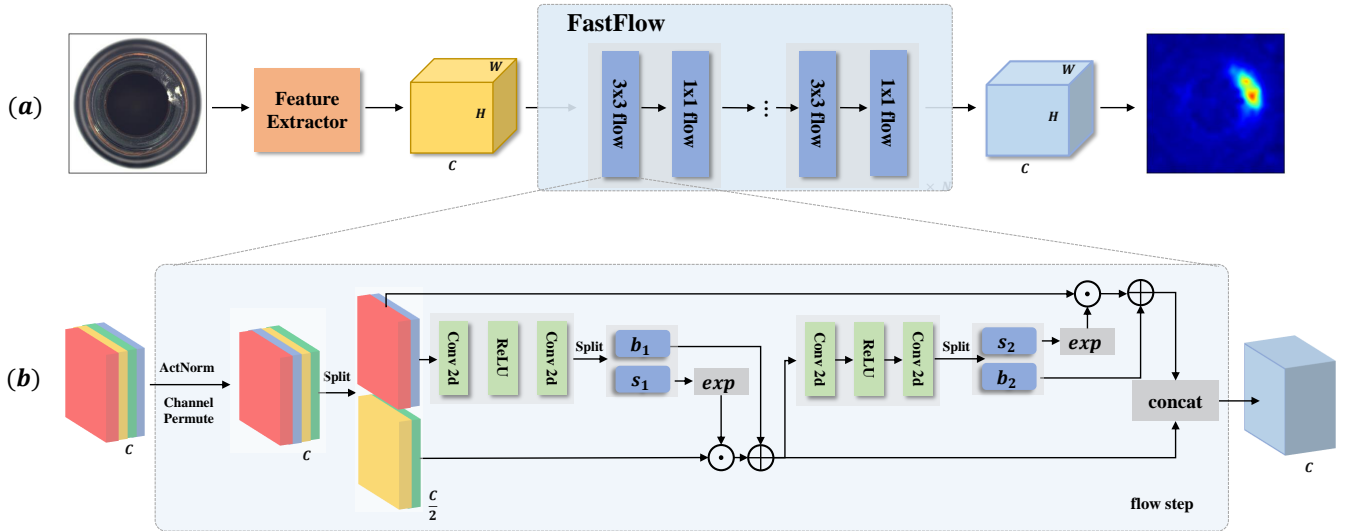 FastFlow
(a)
Feature
Extractor
W
H
C
3x3 flow
1x1 flow
...
3x3 flow
1x1 flow
× N
W
H
C
(b)
C
ActNorm
Channel
Permute
C
Split
C/2
Conv 2d
ReLU
Conv 2d
Split
b₁
s₁
exp
Conv 2d
ReLU
Conv 2d
Split
s₂
b₂
exp
concat
C
flow step